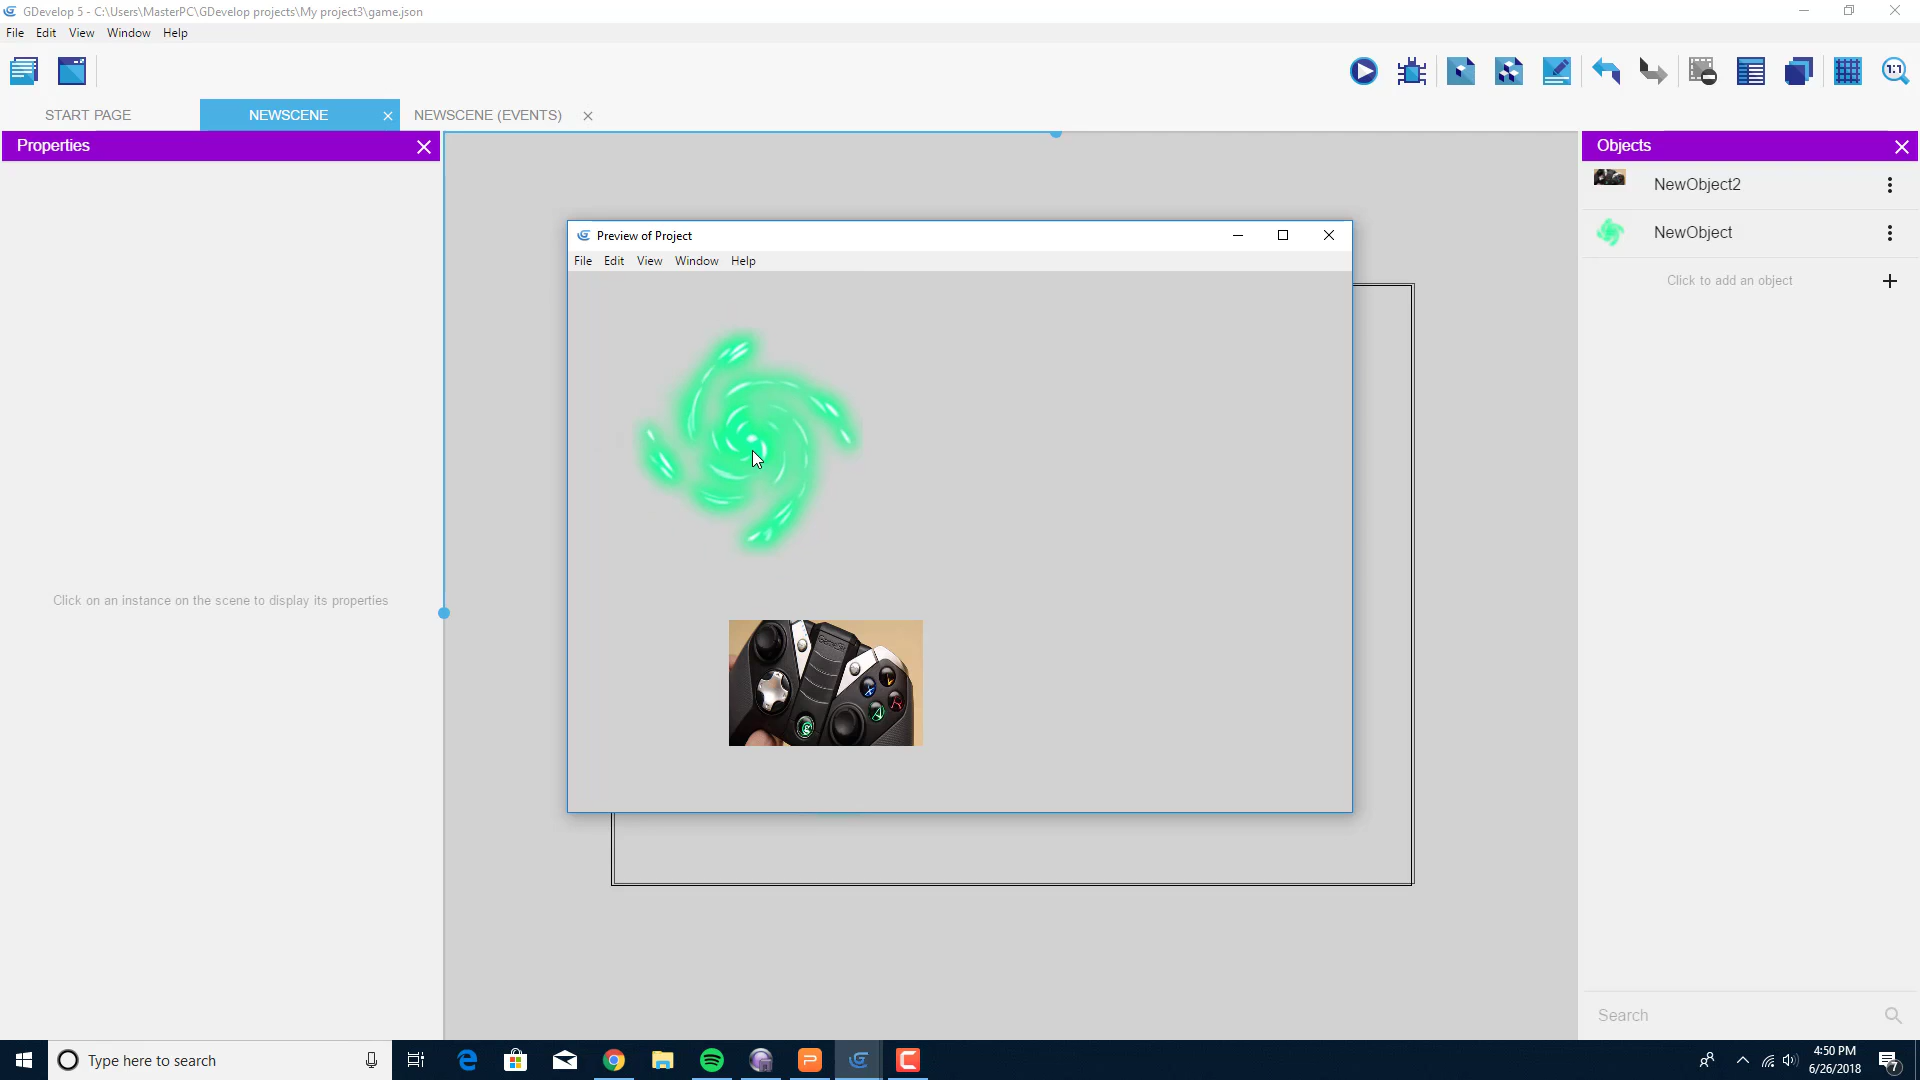 GDevelop 5 - C:\Users\MasterPC\GDevelop projects\My project3\game.json
File Edit View Window Help
START PAGE
NEWSCENE
NEWSCENE (EVENTS)
1:1
Properties
Click on an instance on the scene to display its properties
Preview of Project
File Edit View Window Help
Objects
NewObject2
NewObject
Click to add an object
Search
Type here to search
4:50 PM
6/26/2018
7